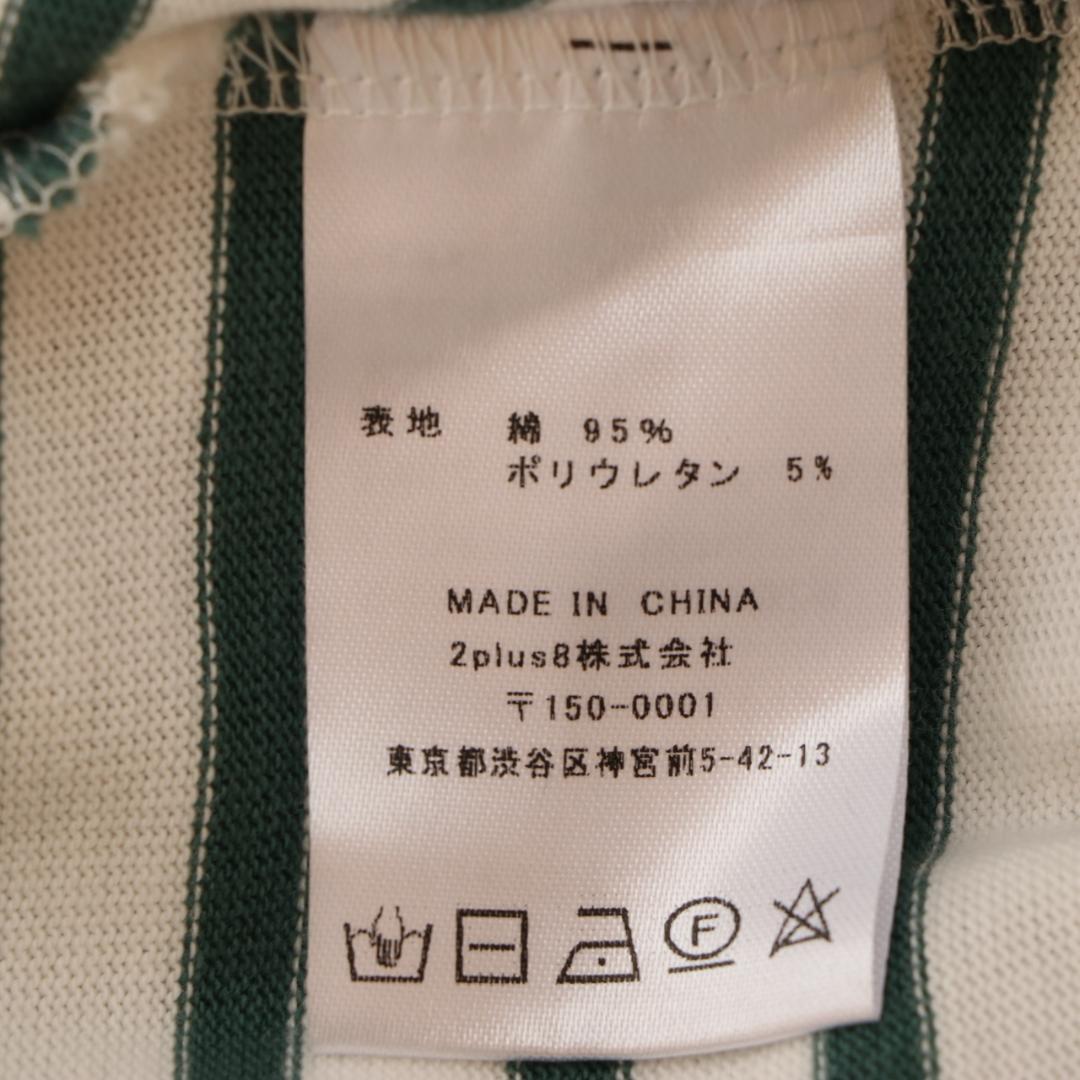 表地 綿 95%
ポリウレタン 5%
MADE IN CHINA
2plus8株式会社
〒150-0001
東京都渋谷区神宮前5-42-13
F